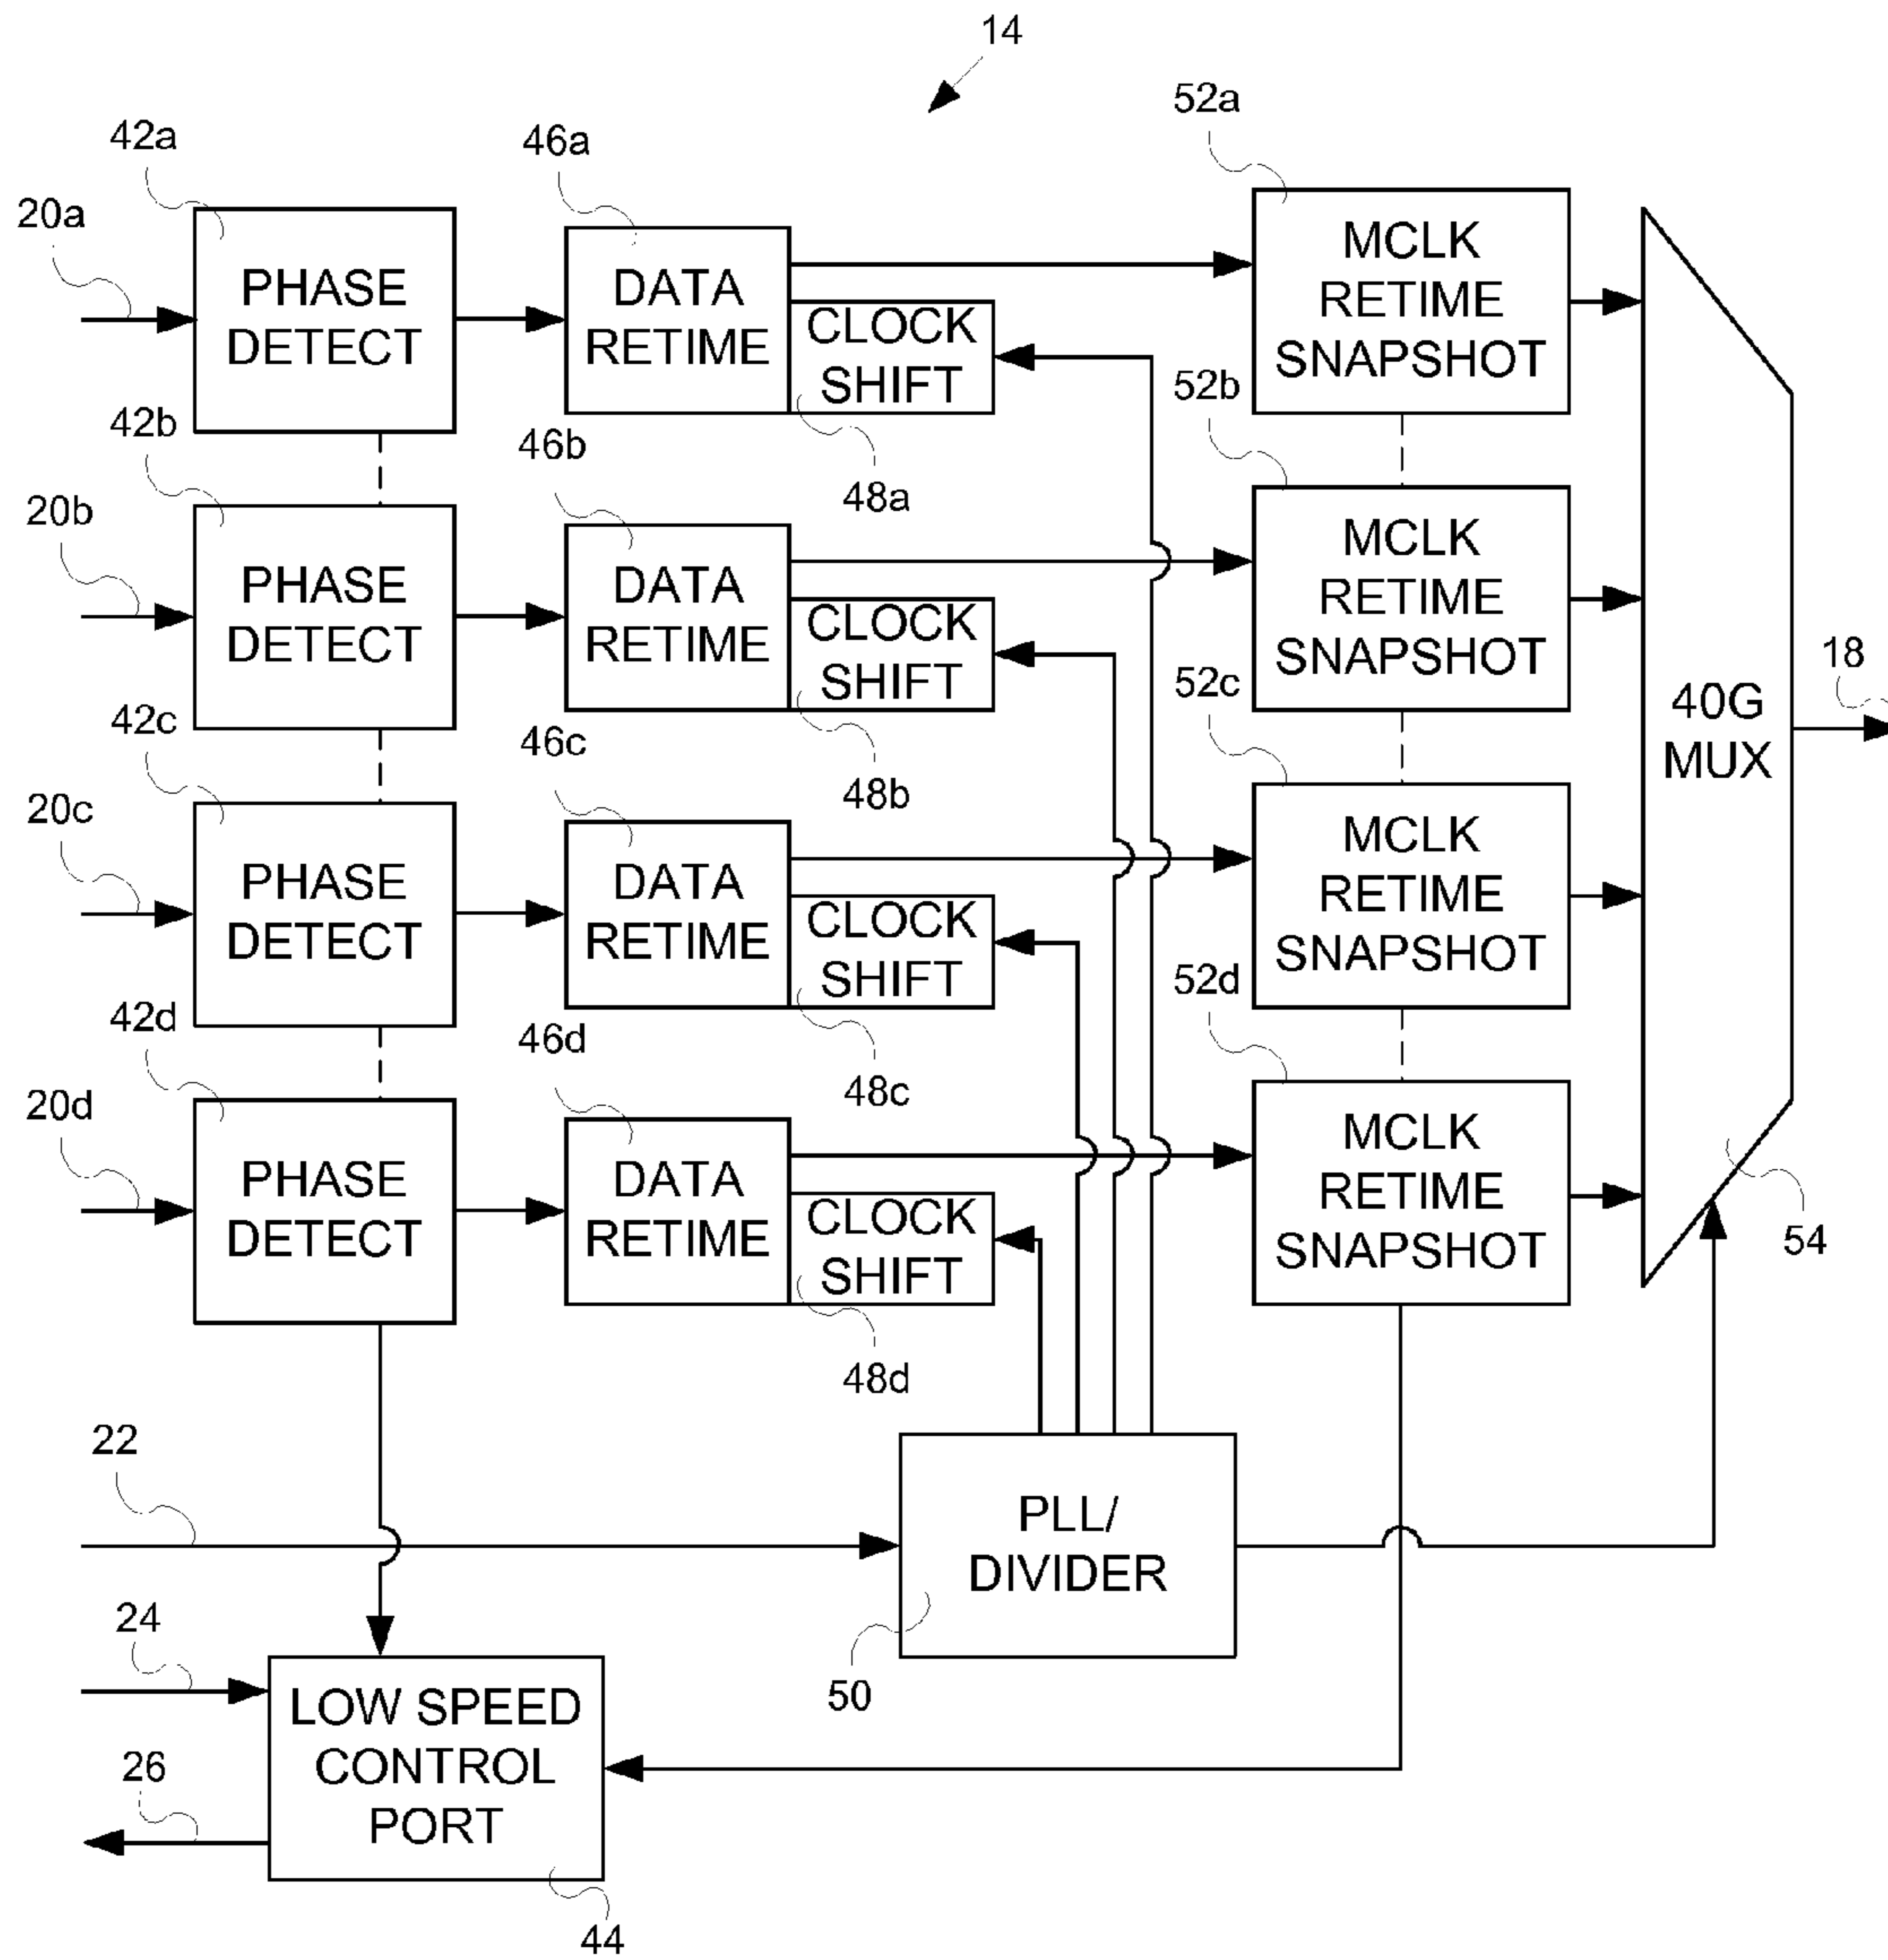 14
52a
42a
46a
20a
PHASE
DETECT
DATA
RETIME
CLOCK
SHIFT
MCLK
RETIME
SNAPSHOT
42b
46b
48a
52b
20b
PHASE
DETECT
DATA
RETIME
CLOCK
SHIFT
MCLK
RETIME
SNAPSHOT
18
40G
MUX
42c
46c
48b
52c
20c
PHASE
DETECT
DATA
RETIME
CLOCK
SHIFT
MCLK
RETIME
SNAPSHOT
42d
46d
48c
52d
20d
PHASE
DETECT
DATA
RETIME
CLOCK
SHIFT
MCLK
RETIME
SNAPSHOT
54
48d
22
PLL/
DIVIDER
24
50
LOW SPEED
CONTROL
PORT
26
44